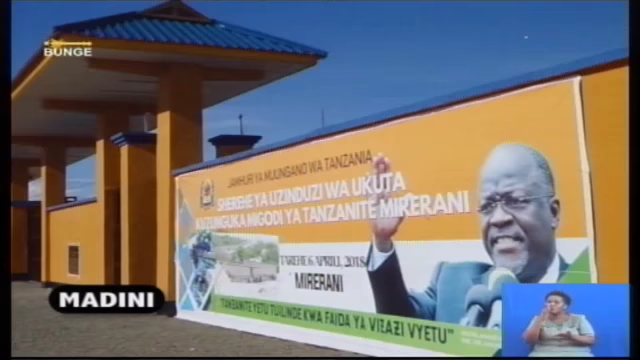 BUNGE
JAMHURI YA MUUNGANO WA TANZANIA
SHEREHE YA UZINDUZI WA UKUTA
KUZUNGUKA MIGODI YA TANZANITE MIRERANI
TAREHE 6 APRILI, 2018
MIRERANI
"TANZANITE YETU TUILINDE KWA FAIDA YA VIZAZI VYETU"
MADINI